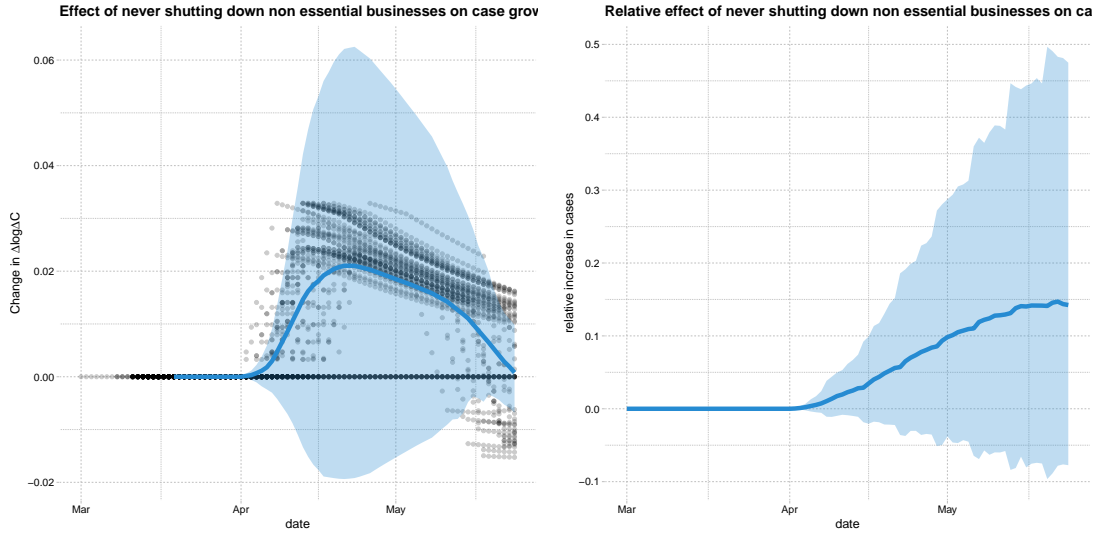 Effect of never shutting down non essential businesses on case grow
0.06
0.04
0.02
0.00
−0.02
Change in ΔlogΔC
Mar
Apr
May
date
Relative effect of never shutting down non essential businesses on ca
0.5
0.4
0.3
0.2
0.1
0.0
−0.1
relative increase in cases
Mar
Apr
May
date